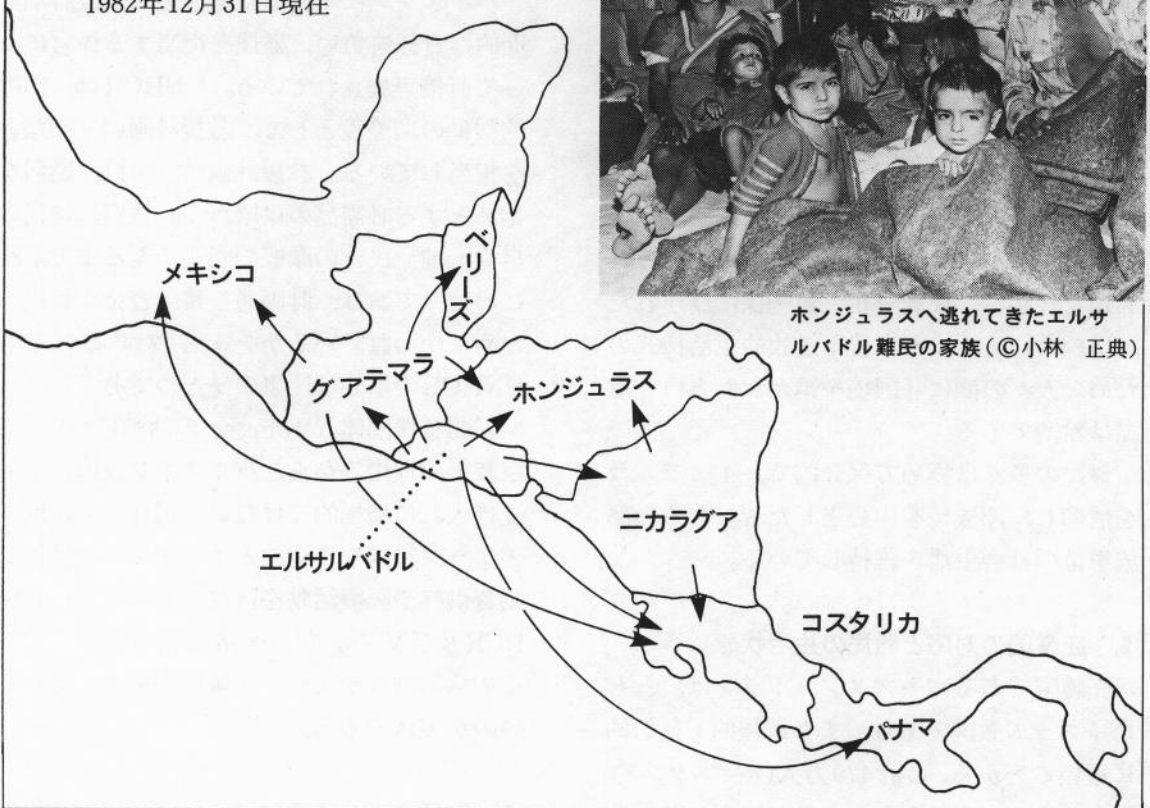 1982年12月31日現在
ホンジュラスへ逃れてきたエルサ
ルバドル難民の家族(©小林 正典)
メキシコ
ベリーズ
グァテマラ
ホンジュラス
エルサルバドル
ニカラグア
コスタリカ
パナマ